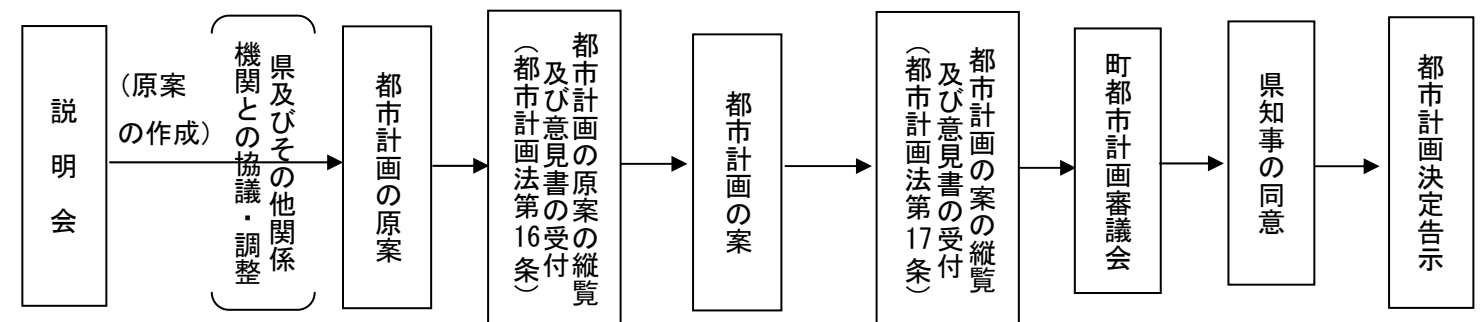 説明会
(原案
の作成)
県及びその他関係
機関との協議・調整
都市計画の原案
都市計画の原案の縦覧
及び意見書の受付
(都市計画法第16条)
都市計画の案
都市計画の案の縦覧
及び意見書の受付
(都市計画法第17条)
町都市計画審議会
県知事の同意
都市計画決定告示